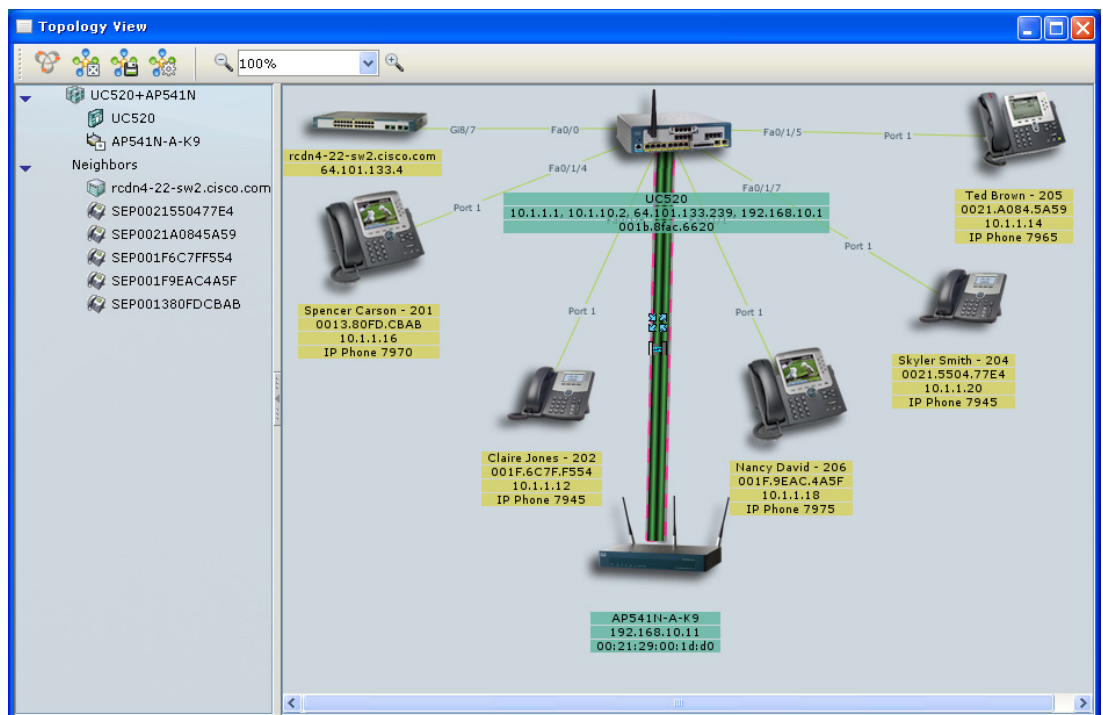 Topology View
100%
UC520+AP541N
UC520
AP541N-A-K9
Neighbors
rcdn4-22-sw2.cisco.com
SEP0021550477E4
SEP0021A0845A59
SEP001F6C7FF554
SEP001F9EAC4A5F
SEP001380FDCBAB
Gi8/7
Fa0/0
Fa0/1/5
Port 1
rcdn4-22-sw2.cisco.com
64.101.133.4
Fa0/1/4
Port 1
Fa0/1/7
UC520
10.1.1.1, 10.1.10.2, 64.101.133.239, 192.168.10.1
001b.8fac.6620
Ted Brown - 205
0021.A084.5A59
10.1.1.14
IP Phone 7965
Port 1
Spencer Carson - 201
0013.80FD.CBAB
10.1.1.16
IP Phone 7970
Port 1
Port 1
Skyler Smith - 204
0021.5504.77E4
10.1.1.20
IP Phone 7945
Claire Jones - 202
001F.6C7F.F554
10.1.1.12
IP Phone 7945
Nancy David - 206
001F.9EAC.4A5F
10.1.1.18
IP Phone 7975
AP541N-A-K9
192.168.10.11
00:21:29:00:1d:d0